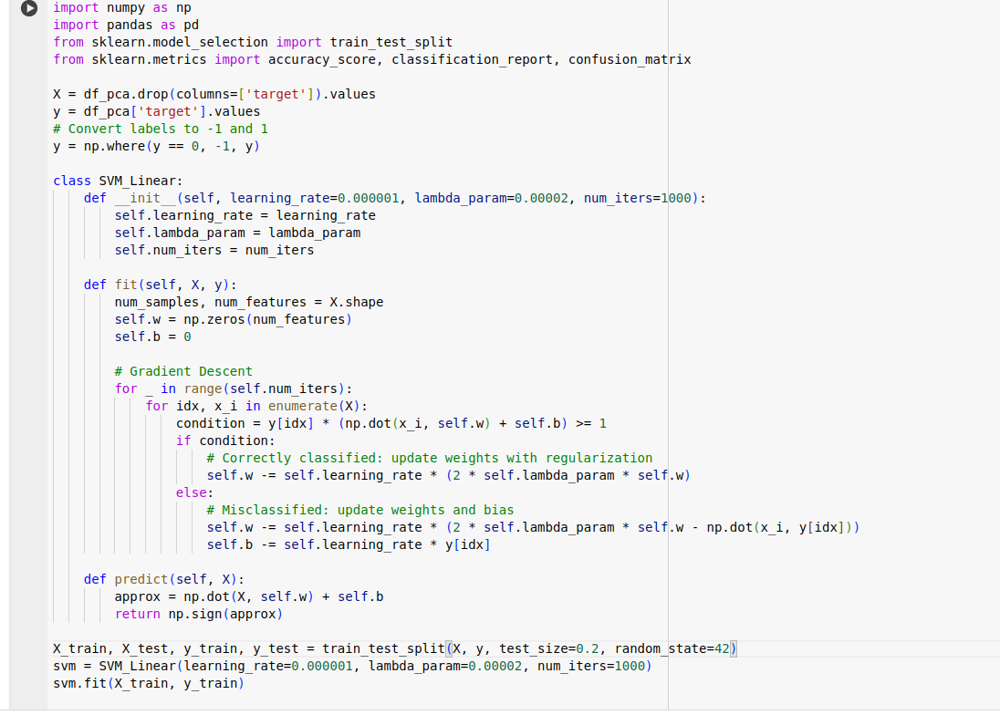 import numpy as np
import pandas as pd
from sklearn.model_selection import train_test_split
from sklearn.metrics import accuracy_score, classification_report, confusion_matrix

X = df_pca.drop(columns=['target']).values
y = df_pca['target'].values
# Convert labels to -1 and 1
y = np.where(y == 0, -1, y)

class SVM_Linear:
    def __init__(self, learning_rate=0.000001, lambda_param=0.00002, num_iters=1000):
        self.learning_rate = learning_rate
        self.lambda_param = lambda_param
        self.num_iters = num_iters

    def fit(self, X, y):
        num_samples, num_features = X.shape
        self.w = np.zeros(num_features)
        self.b = 0

        # Gradient Descent
        for _ in range(self.num_iters):
            for idx, x_i in enumerate(X):
                condition = y[idx] * (np.dot(x_i, self.w) + self.b) >= 1
                if condition:
                    # Correctly classified: update weights with regularization
                    self.w -= self.learning_rate * (2 * self.lambda_param * self.w)
                else:
                    # Misclassified: update weights and bias
                    self.w -= self.learning_rate * (2 * self.lambda_param * self.w - np.dot(x_i, y[idx]))
                    self.b -= self.learning_rate * y[idx]

    def predict(self, X):
        approx = np.dot(X, self.w) + self.b
        return np.sign(approx)

X_train, X_test, y_train, y_test = train_test_split(X, y, test_size=0.2, random_state=42)
svm = SVM_Linear(learning_rate=0.000001, lambda_param=0.00002, num_iters=1000)
svm.fit(X_train, y_train)